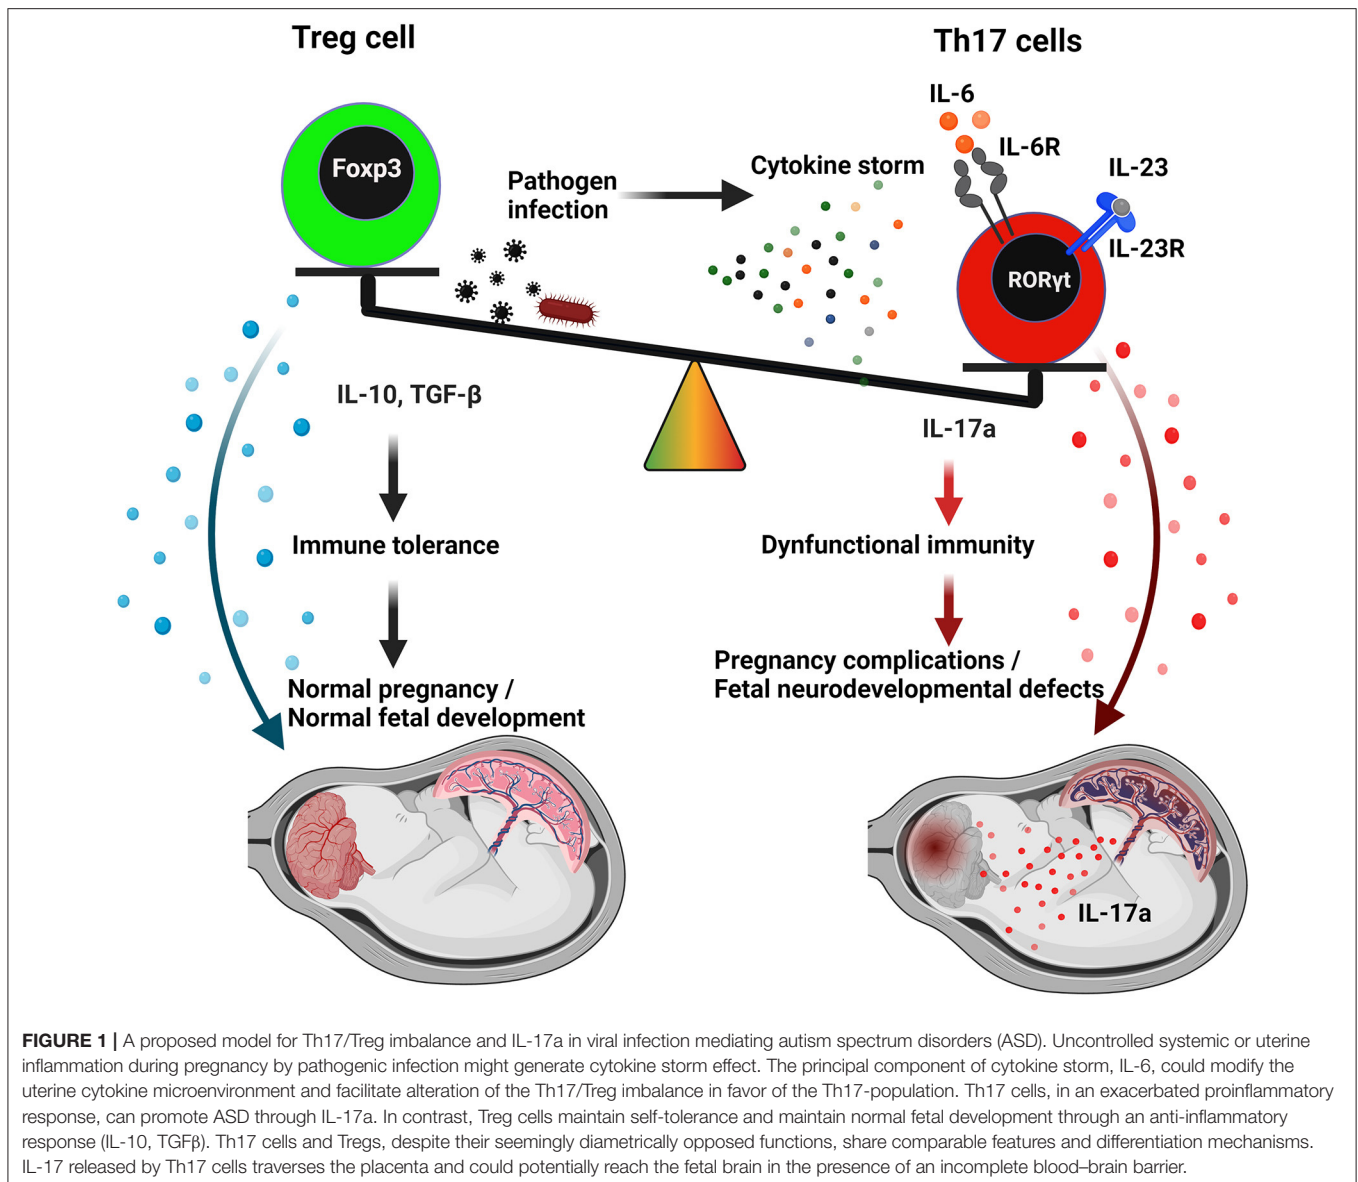 Treg cell
Th17 cells
Foxp3
Pathogen
infection
Cytokine storm
IL-6
IL-6R
IL-23
IL-23R
RORγt
IL-10, TGF-β
IL-17a
Immune tolerance
Dynfunctional immunity
Normal pregnancy /
Normal fetal development
Pregnancy complications /
Fetal neurodevelopmental defects
IL-17a
FIGURE 1 | A proposed model for Th17/Treg imbalance and IL-17a in viral infection mediating autism spectrum disorders (ASD). Uncontrolled systemic or uterine
inflammation during pregnancy by pathogenic infection might generate cytokine storm effect. The principal component of cytokine storm, IL-6, could modify the
uterine cytokine microenvironment and facilitate alteration of the Th17/Treg imbalance in favor of the Th17-population. Th17 cells, in an exacerbated proinflammatory
response, can promote ASD through IL-17a. In contrast, Treg cells maintain self-tolerance and maintain normal fetal development through an anti-inflammatory
response (IL-10, TGFβ). Th17 cells and Tregs, despite their seemingly diametrically opposed functions, share comparable features and differentiation mechanisms.
IL-17 released by Th17 cells traverses the placenta and could potentially reach the fetal brain in the presence of an incomplete blood–brain barrier.